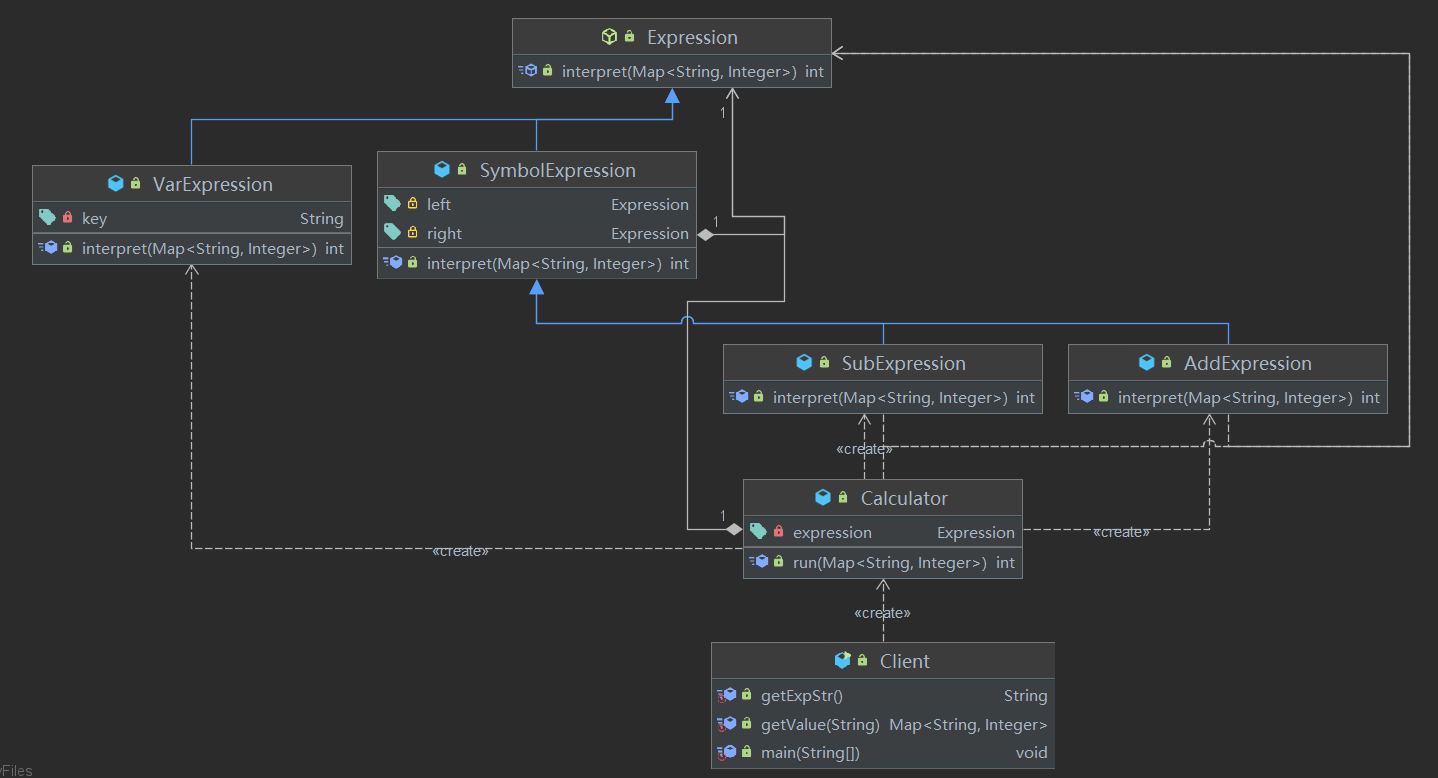 Expression
interpret(Map<String, Integer>) int
1
VarExpression
key String
interpret(Map<String, Integer>) int
SymbolExpression
left Expression
right Expression
interpret(Map<String, Integer>) int
1
SubExpression
interpret(Map<String, Integer>) int
AddExpression
interpret(Map<String, Integer>) int
«create»
Calculator
expression Expression
run(Map<String, Integer>) int
1
«create»
«create»
«create»
Client
getExpStr() String
getValue(String) Map<String, Integer>
main(String[]) void
yFiles